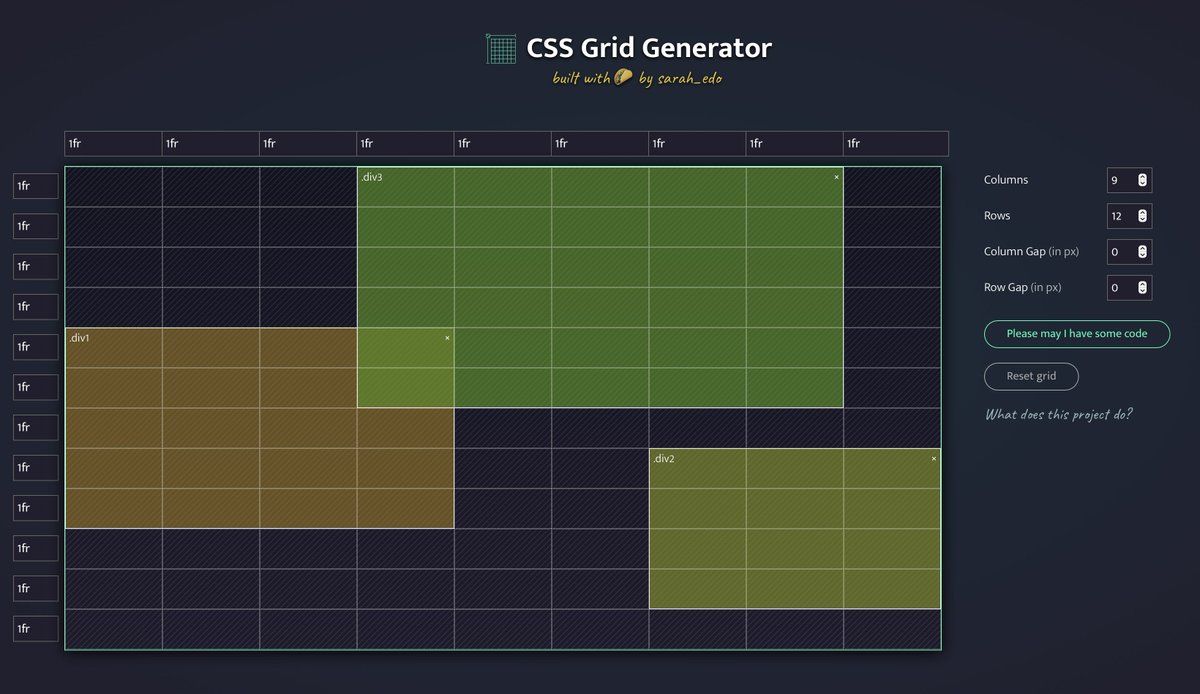 CSS Grid Generator
built with by sarah_edo
1fr 1fr 1fr 1fr 1fr 1fr 1fr 1fr 1fr
1fr
1fr
1fr
1fr
1fr
1fr
1fr
1fr
1fr
1fr
1fr
1fr
.div3 ×
.div1 ×
.div2 ×
Columns 9
Rows 12
Column Gap (in px) 0
Row Gap (in px) 0
Please may I have some code
Reset grid
What does this project do?